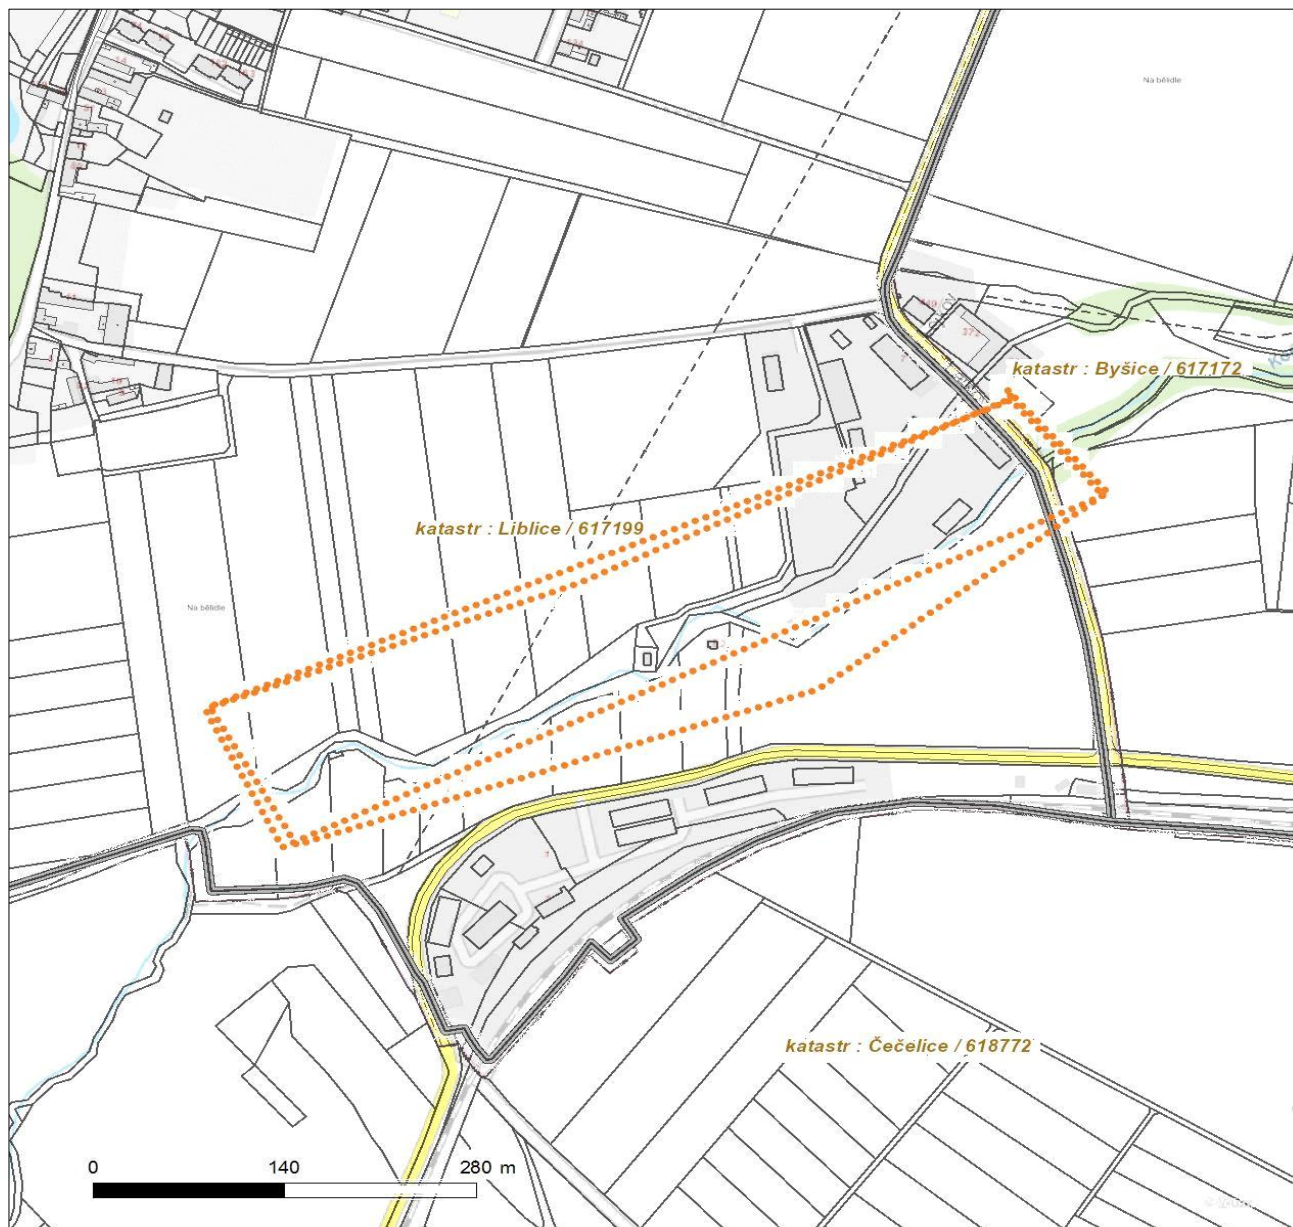 Na bělidle
katastr : Byšice / 617172
katastr : Liblice / 617199
Na bělidle
katastr : Čečelice / 618772
0 140 280 m